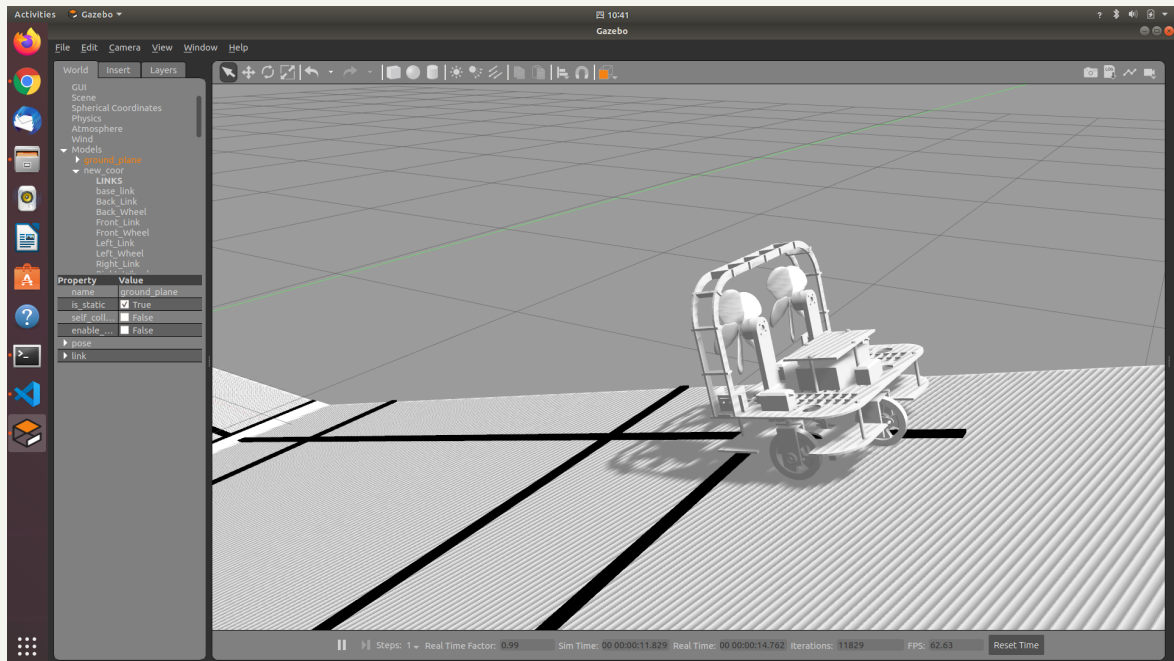 Activities Gazebo 10:41 ?
Gazebo
File Edit Camera View Window Help
World Insert Layers
GUI
Scene
Spherical Coordinates
Physics
Atmosphere
Wind
Models
ground_plane
new_coor
LINKS
base_link
Back_Link
Back_Wheel
Front_Link
Front_Wheel
Left_Link
Left_Wheel
Right_Link
Property Value
name ground_plane
is_static True
self_coll... False
enable_... False
pose
link
Steps: 1 Real Time Factor: 0.99 Sim Time: 00 00:00:11.829 Real Time: 00 00:00:14.762 Iterations: 11829 FPS: 62.63 Reset Time